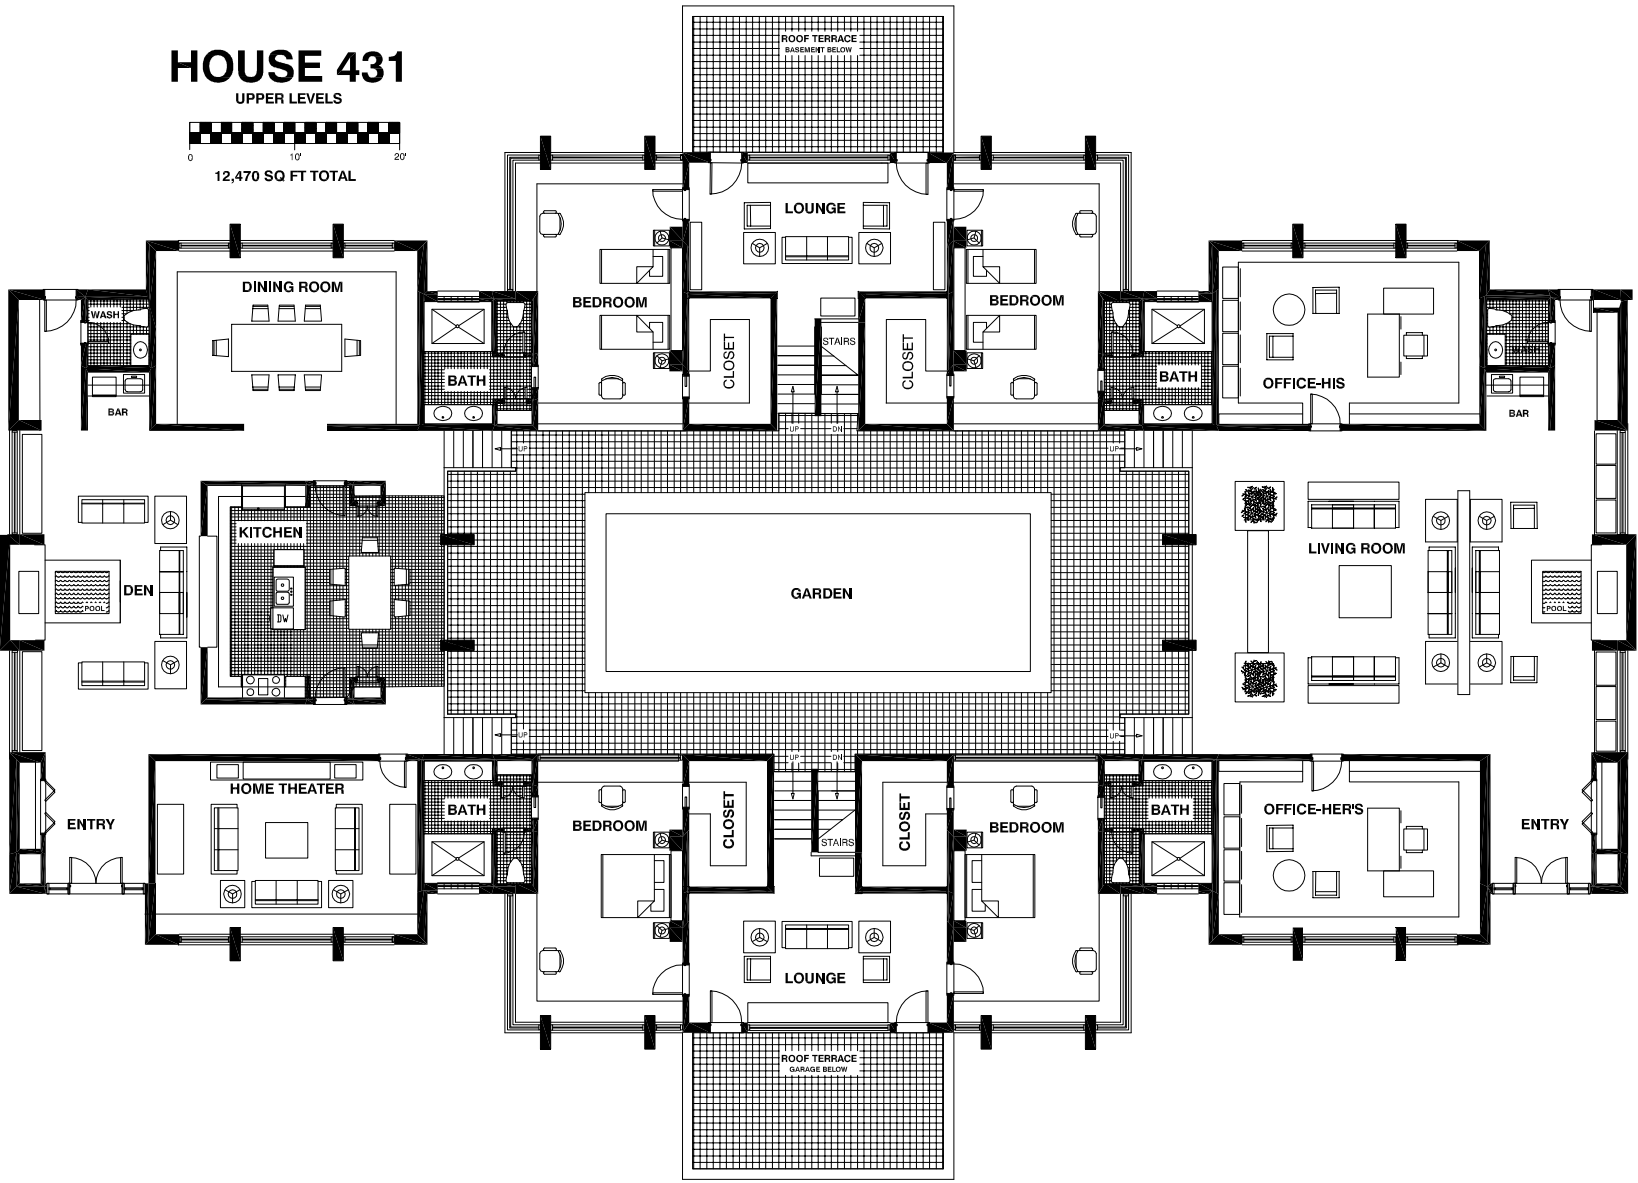 HOUSE 431
UPPER LEVELS
0 10' 20'
12,470 SQ FT TOTAL
ROOF TERRACE
BASEMENT BELOW
LOUNGE
DINING ROOM
BEDROOM
BEDROOM
WASH
WASH
STAIRS
CLOSET
CLOSET
BATH
BATH
OFFICE-HIS
BAR
BAR
UP
UP
DN
UP
KITCHEN
LIVING ROOM
DEN
GARDEN
POOL
POOL
DW
UP
UP
DN
UP
HOME THEATER
BATH
BATH
OFFICE-HER'S
ENTRY
BEDROOM
BEDROOM
CLOSET
CLOSET
ENTRY
STAIRS
LOUNGE
ROOF TERRACE
GARAGE BELOW